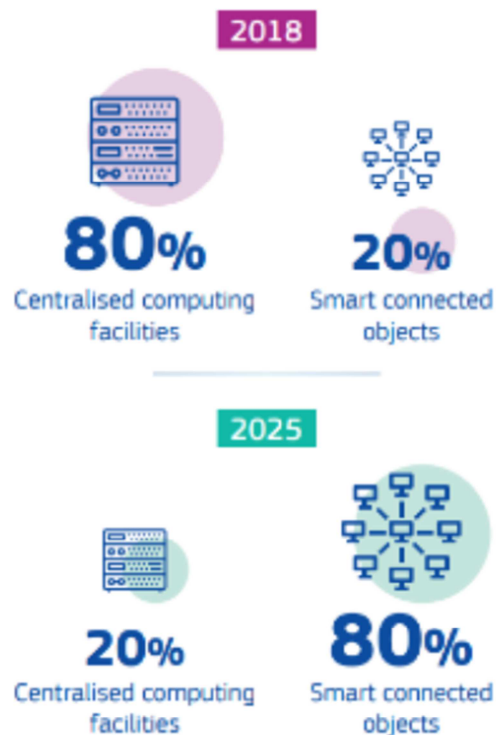 2018
80%
20%
Centralised computing
facilities
Smart connected
objects
2025
20%
80%
Centralised computing
facilities
Smart connected
objects